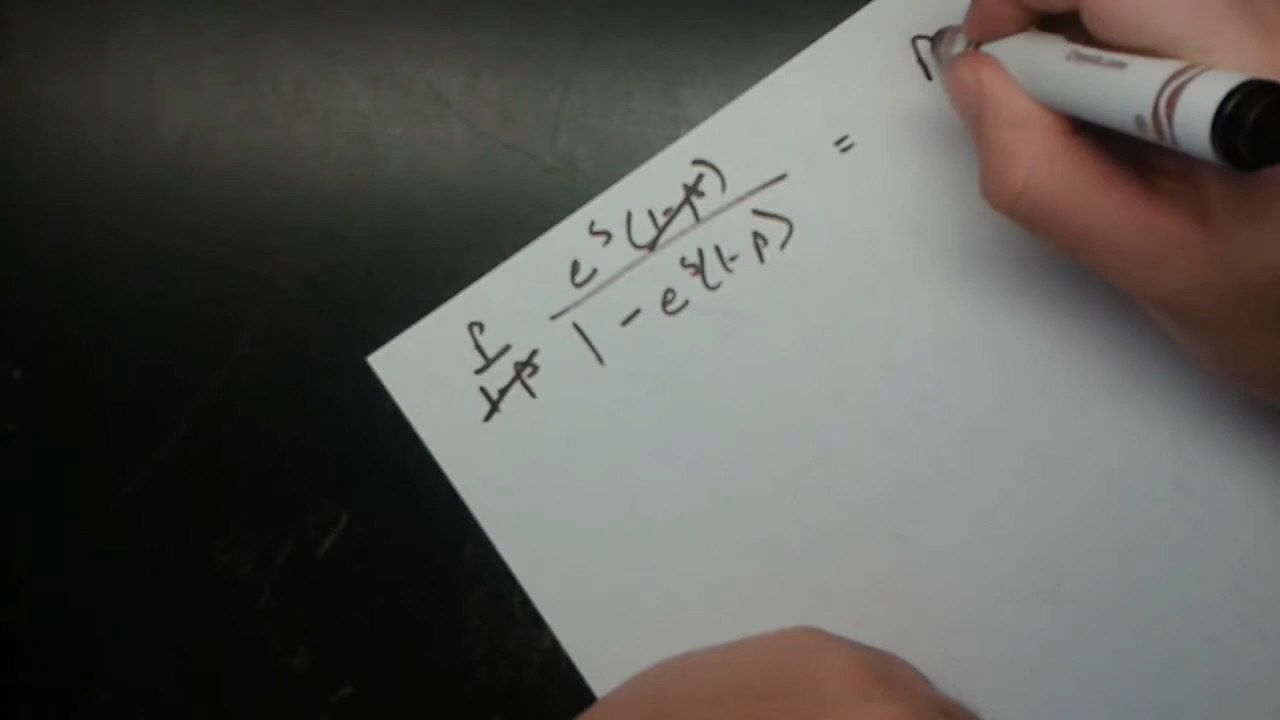 p/(1-p) e^s(1-p)/(1 - e^s(1-p)) = p